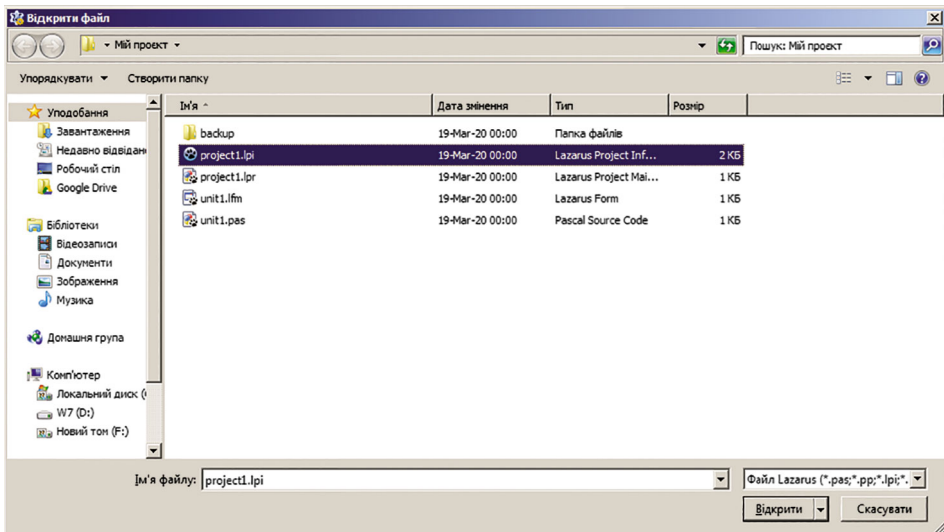 Відкрити файл
Мій проєкт
Пошук: Мій проєкт
Упорядкувати
Створити папку
Уподобання
Завантаження
Недавно відвідані
Робочий стіл
Google Drive
Бібліотеки
Відеозаписи
Документи
Зображення
Музика
Домашня група
Комп'ютер
Локальний диск (
W7 (D:)
Новий том (F:)
Ім'я Дата змінення Тип Розмір
backup 19-Mar-20 00:00 Папка файлів
project1.lpi 19-Mar-20 00:00 Lazarus Project Inf... 2 КБ
project1.lpr 19-Mar-20 00:00 Lazarus Project Mai... 1 КБ
unit1.lfm 19-Mar-20 00:00 Lazarus Form 1 КБ
unit1.pas 19-Mar-20 00:00 Pascal Source Code 1 КБ
Ім'я файлу: project1.lpi
Файл Lazarus (*.pas;*.pp;*.lpi;*.
Відкрити
Скасувати